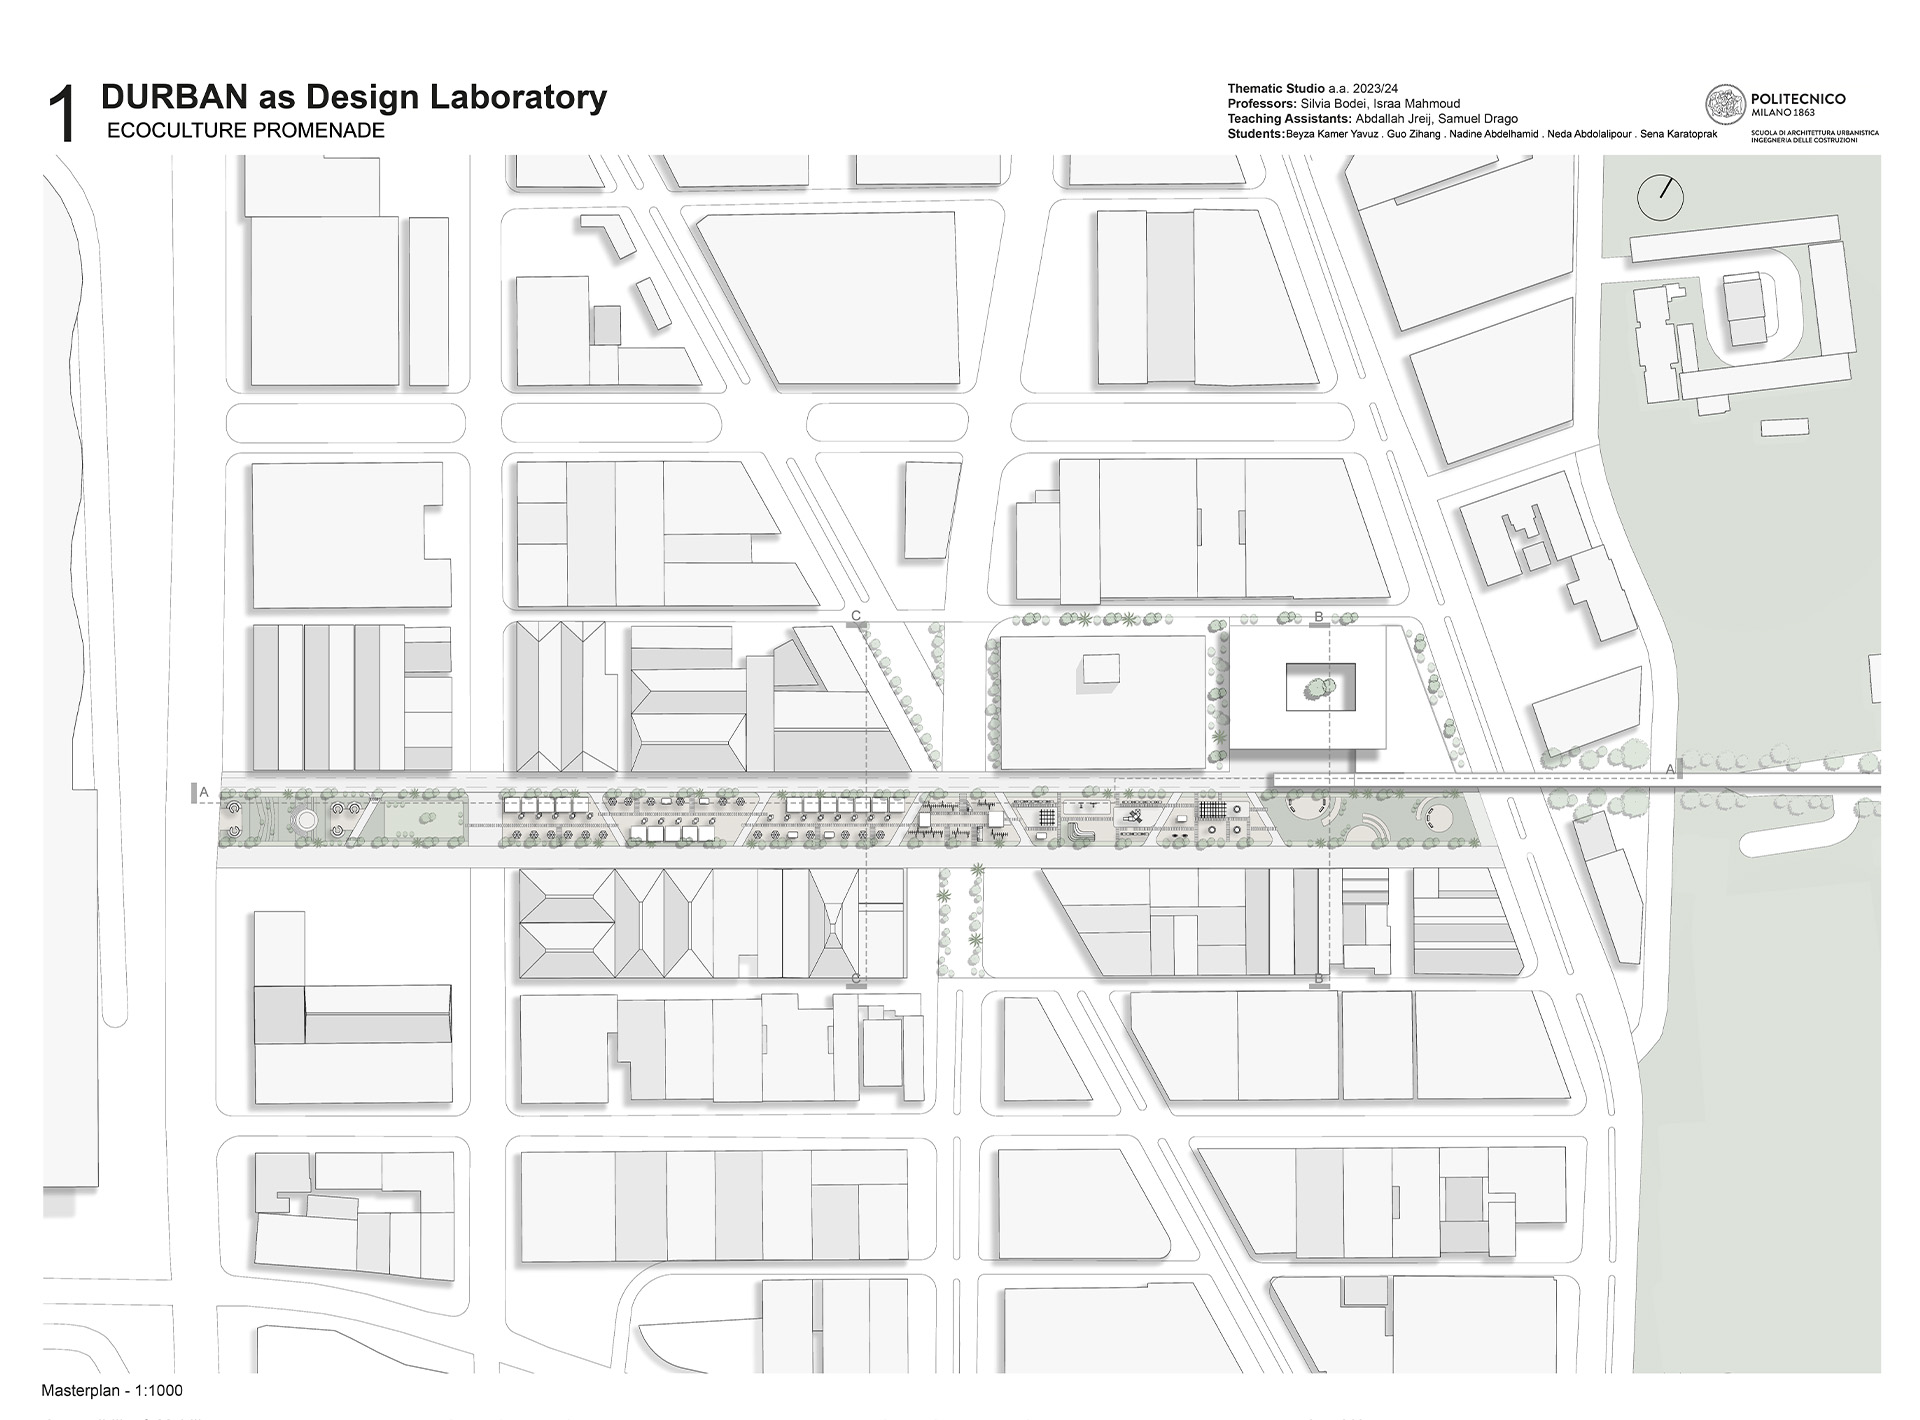 1
DURBAN as Design Laboratory
ECOCULTURE PROMENADE
Thematic Studio a.a. 2023/24
Professors: Silvia Bodei, Israa Mahmoud
Teaching Assistants: Abdallah Jreij, Samuel Drago
Students:Beyza Kamer Yavuz . Guo Zihang . Nadine Abdelhamid . Neda Abdolalipour . Sena Karatoprak
POLITECNICO
MILANO 1863
SCUOLA DI ARCHITETTURA URBANISTICA
INGEGNERIA DELLE COSTRUZIONI
C
B
A
A
C
B
Masterplan - 1:1000